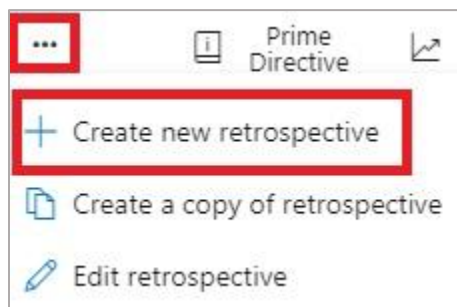 ...
Prime
Directive
Create new retrospective
Create a copy of retrospective
Edit retrospective